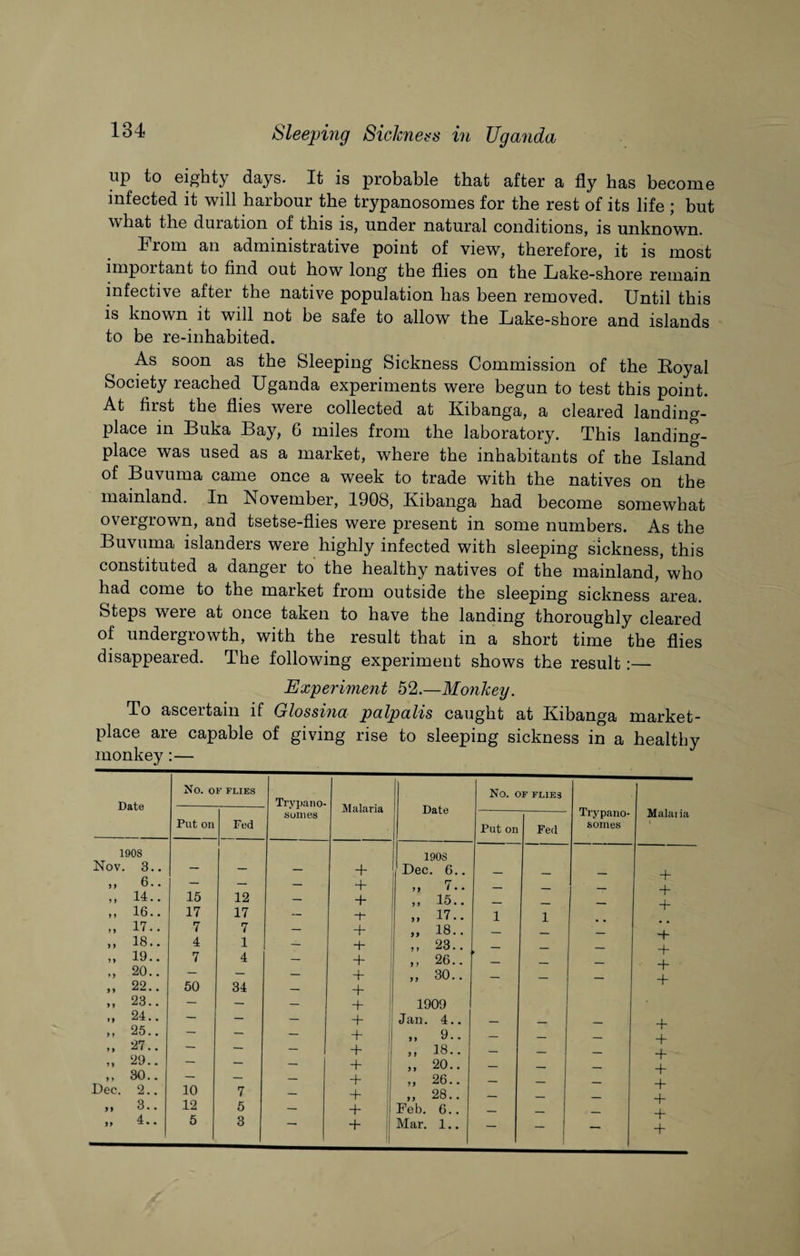 134 Sleeping Sickness in Uganda
up to eighty days. It is probable that after a fly has become
infected it will harbour the trypanosomes for the rest of its life ; but
what the duration of this is, under natural conditions, is unknown.
From an administrative point of view, therefore, it is most
important to find out how long the flies on the Lake-shore remain
infective after the native population has been removed. Until this
is known it will not be safe to allow the Lake-shore and islands
to be re-inhabited.
As soon as the Sleeping Sickness Commission of the Royal
Society reached Uganda experiments were begun to test this point.
At first the flies were collected at Kibanga, a cleared landing-
place in Buka Bay, 6 miles from the laboratory. This landing-
place was used as a market, where the inhabitants of the Island
of Buvuma came once a week to trade with the natives on the
mainland. In November, 1908, Kibanga had become somewhat
overgrown, and tsetse-flies were present in some numbers. As the
Buvuma islanders were highly infected with sleeping sickness, this
constituted a danger to the healthy natives of the mainland, who
had come to the market from outside the sleeping sickness area.
Steps were at once taken to have the landing thoroughly cleared
of undergrowth, with the result that in a short time the flies
disappeared. The following experiment shows the result :—
Experiment 52.—Monkey.
To ascertain if Glossina palpalis caught at Kibanga market-
place are capable of giving rise to sleeping sickness in a healthy
monkey :—
Date No. of flies Trypano-somes Malaria Date No. of flies Trypano-somes Malaria
Put on Fed Put on Fed
1908 1908
Nov. 3.. — — — + Dec. 6.. — — — +
,, 6.. — — — + ,, 7.. — — — +
,, 14.. 15 12 — + ,, 15.. — — — +
,, 16.. 17 17 — + ,, 17.. 1 1 .. ..
,, 17.. 7 7 — + ,, 18.. — — — +
,, 18.. 4 1 — + ,, 23.. — — — +
,, 19.. 7 4 — + ,, 26.. — — — +
,, 20.. — — — + ,, 30.. — — — +
,, 22.. 50 34 — +
,, 23.. — — — + 1909
,, 24.. — — — + Jan. 4.. — — — +
,, 25.. — — — + ,, 9.. — — — +
,, 27.. — — — + ,, 18.. — — — +
,, 29.. — — — + ,, 20.. — — — +
,, 30.. — — — + ,, 26.. — — — +
Dec. 2.. 10 7 — + ,, 28.. — — — +
,, 3.. 12 5 — + Feb. 6.. — — — +
,, 4.. 5 3 — + Mar. 1.. — — — +